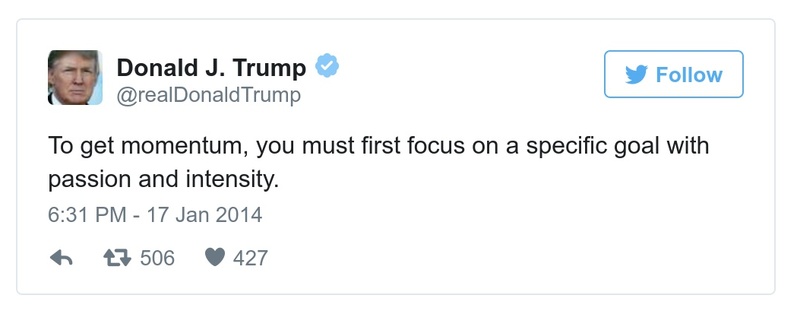 Donald J. Trump
@realDonaldTrump
Follow
To get momentum, you must first focus on a specific goal with
passion and intensity.
6:31 PM - 17 Jan 2014
506 427